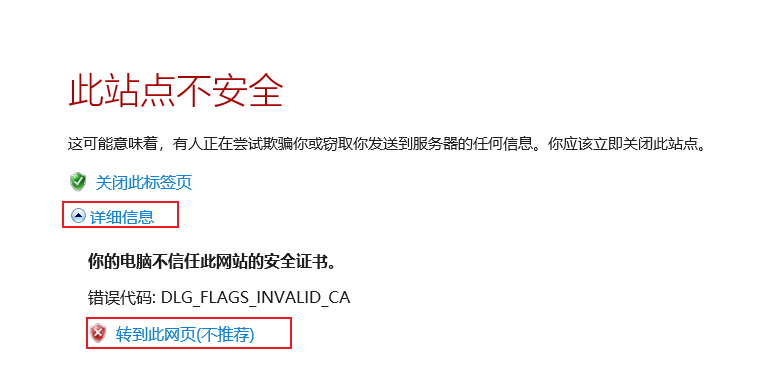 此站点不安全
这可能意味着，有人正在尝试欺骗你或窃取你发送到服务器的任何信息。你应该立即关闭此站点。
关闭此标签页
详细信息
你的电脑不信任此网站的安全证书。
错误代码: DLG_FLAGS_INVALID_CA
转到此网页(不推荐)